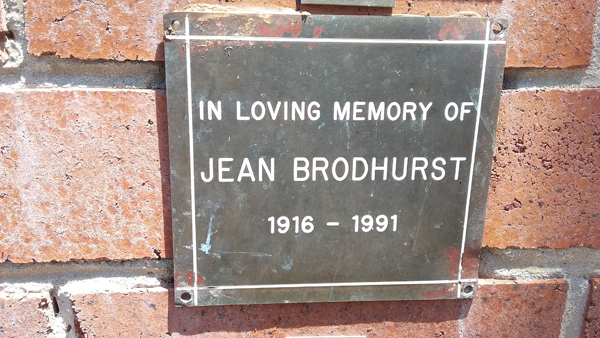 IN LOVING MEMORY OF
JEAN BRODHURST
1916 - 1991